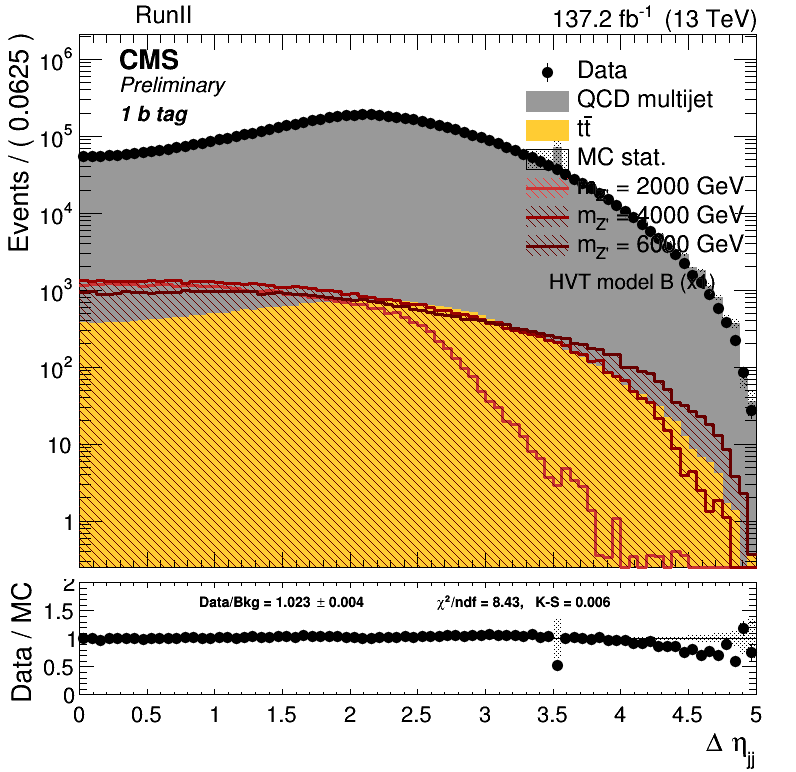 RunII
137.2 fb⁻¹ (13 TeV)
CMS
Preliminary
1 b tag
Data
QCD multijet
tt̄
MC stat.
m_Z' = 2000 GeV
m_Z' = 4000 GeV
m_Z' = 6000 GeV
HVT model B
Events / ( 0.0625 )
10⁶
10⁵
10⁴
10³
10²
10
1
Data/Bkg = 1.023 ± 0.004
χ²/ndf = 8.43, K-S = 0.006
Data / MC
2
1.5
1
0.5
0
0 0.5 1 1.5 2 2.5 3 3.5 4 4.5 5
Δ η_jj